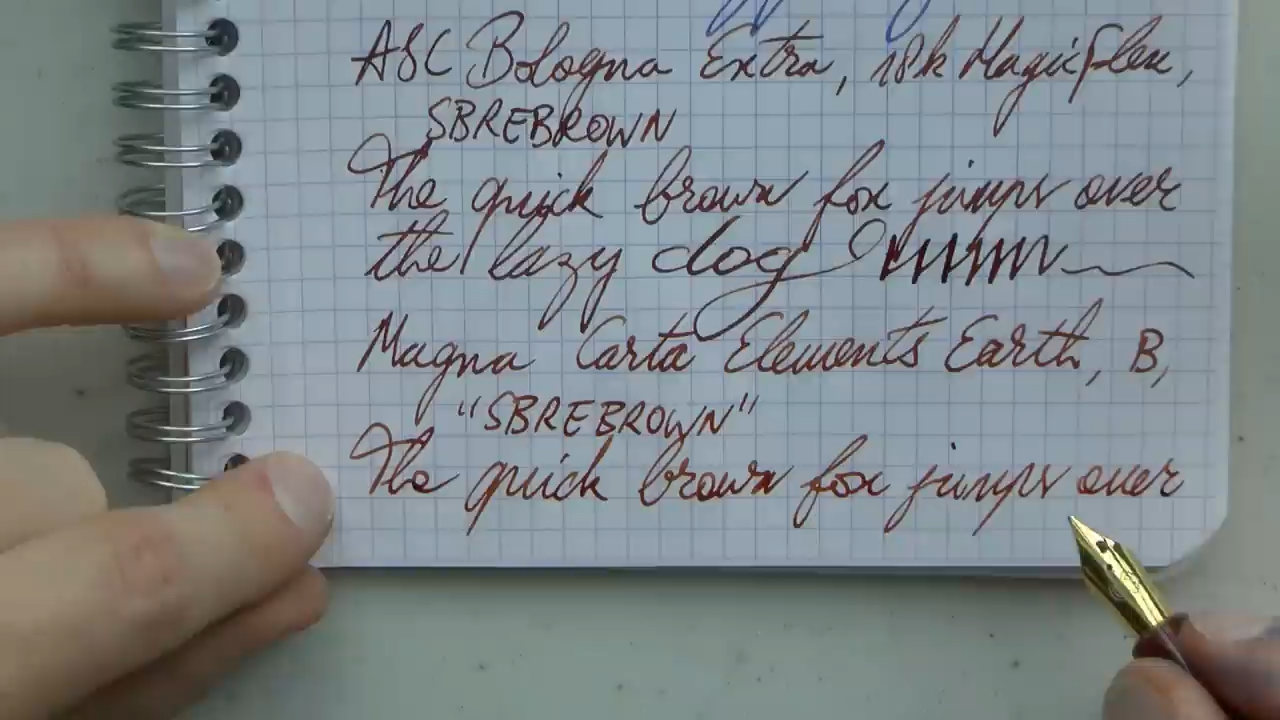 ASC Bologna Extra, 18k MagicFlex,
SBREBROWN
The quick brown fox jumps over
the lazy dog
Magna Carta Elements Earth, B,
"SBREBROWN"
The quick brown fox jumps over